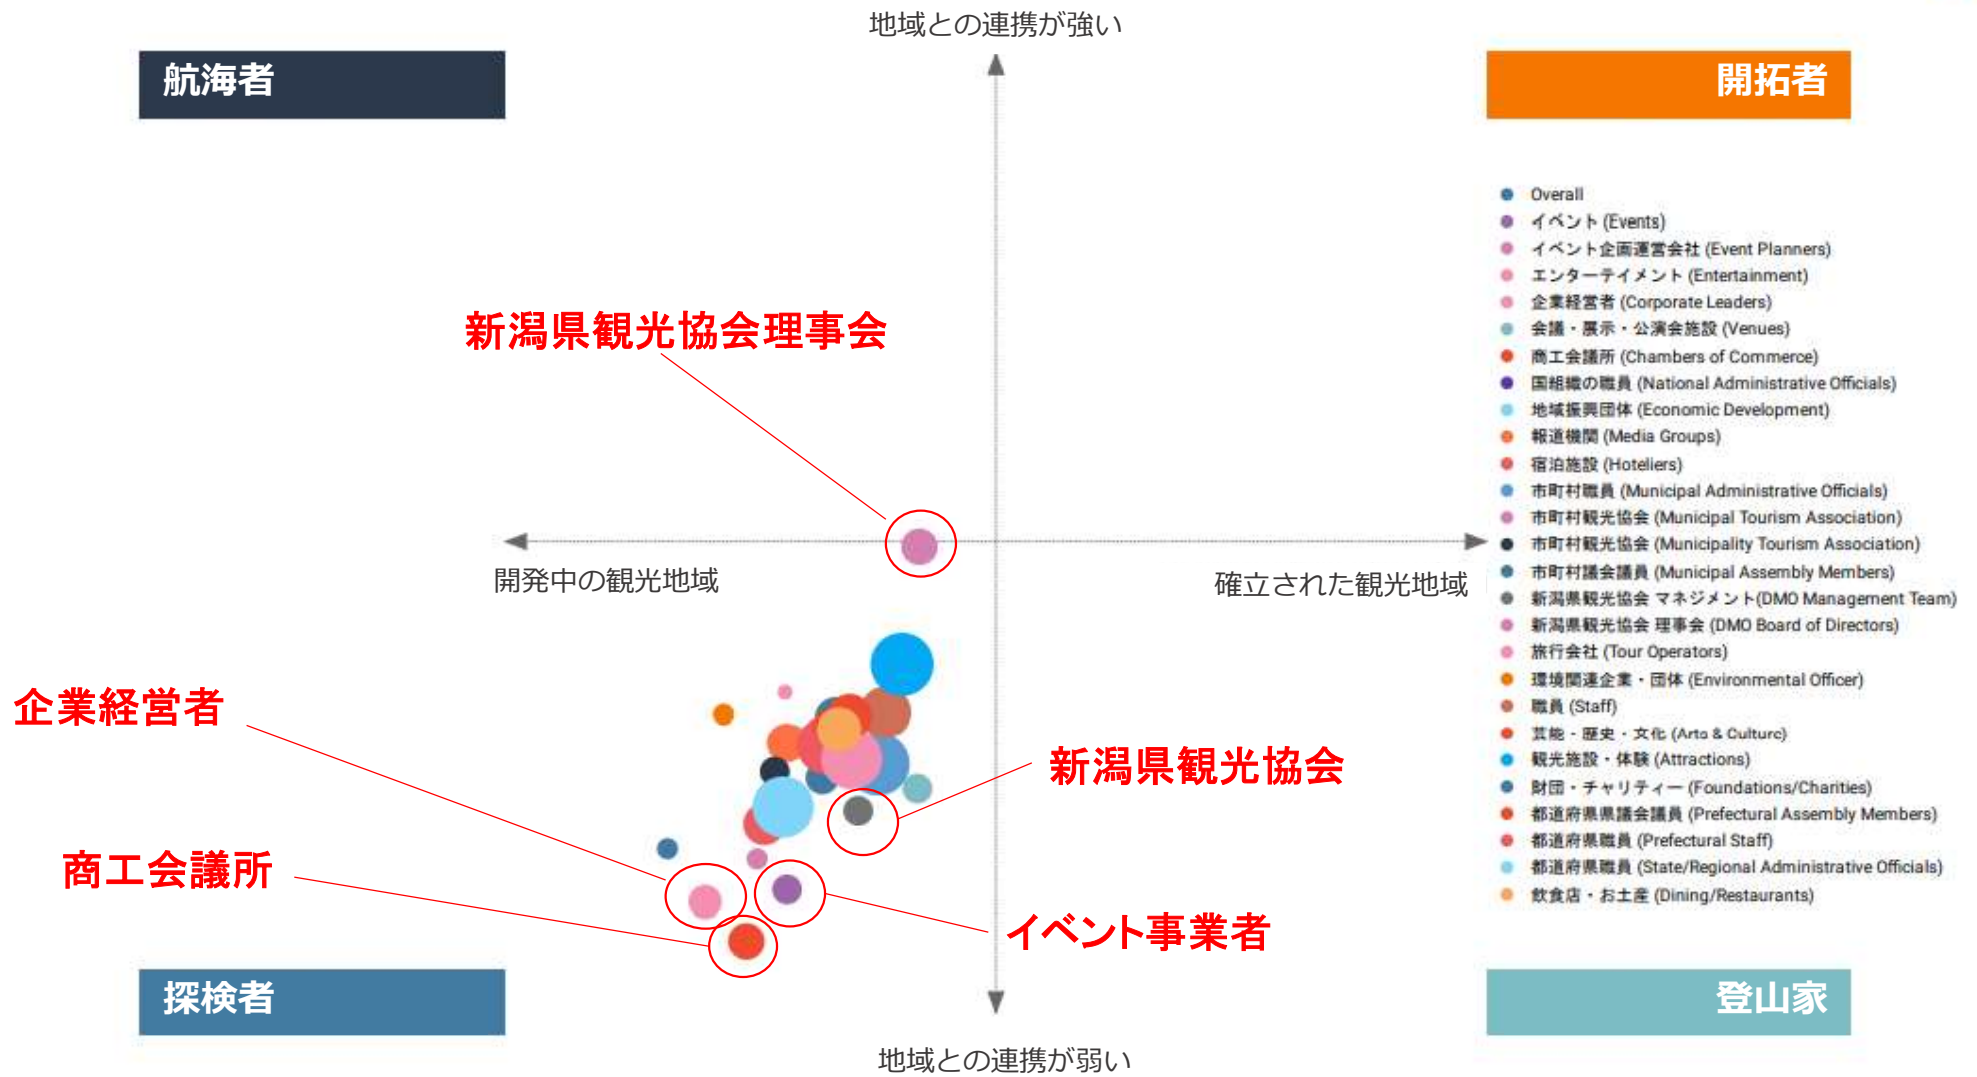 地域との連携が強い
航海者
開拓者
Overall
イベント (Events)
イベント企画運営会社 (Event Planners)
エンターテイメント (Entertainment)
企業経営者 (Corporate Leaders)
会議・展示・公演会施設 (Venues)
商工会議所 (Chambers of Commerce)
国組織の職員 (National Administrative Officials)
地域振興団体 (Economic Development)
報道機関 (Media Groups)
宿泊施設 (Hoteliers)
市町村職員 (Municipal Administrative Officials)
市町村観光協会 (Municipal Tourism Association)
市町村観光協会 (Municipality Tourism Association)
市町村議会議員 (Municipal Assembly Members)
新潟県観光協会 マネジメント(DMO Management Team)
新潟県観光協会 理事会 (DMO Board of Directors)
旅行会社 (Tour Operators)
環境関連企業・団体 (Environmental Officer)
職員 (Staff)
芸能・歴史・文化 (Arts & Culture)
観光施設・体験 (Attractions)
財団・チャリティー (Foundations/Charities)
都道府県県議会議員 (Prefectural Assembly Members)
都道府県職員 (Prefectural Staff)
都道府県職員 (State/Regional Administrative Officials)
飲食店・お土産 (Dining/Restaurants)
新潟県観光協会理事会
開発中の観光地域
確立された観光地域
企業経営者
新潟県観光協会
商工会議所
イベント事業者
探検者
登山家
地域との連携が弱い